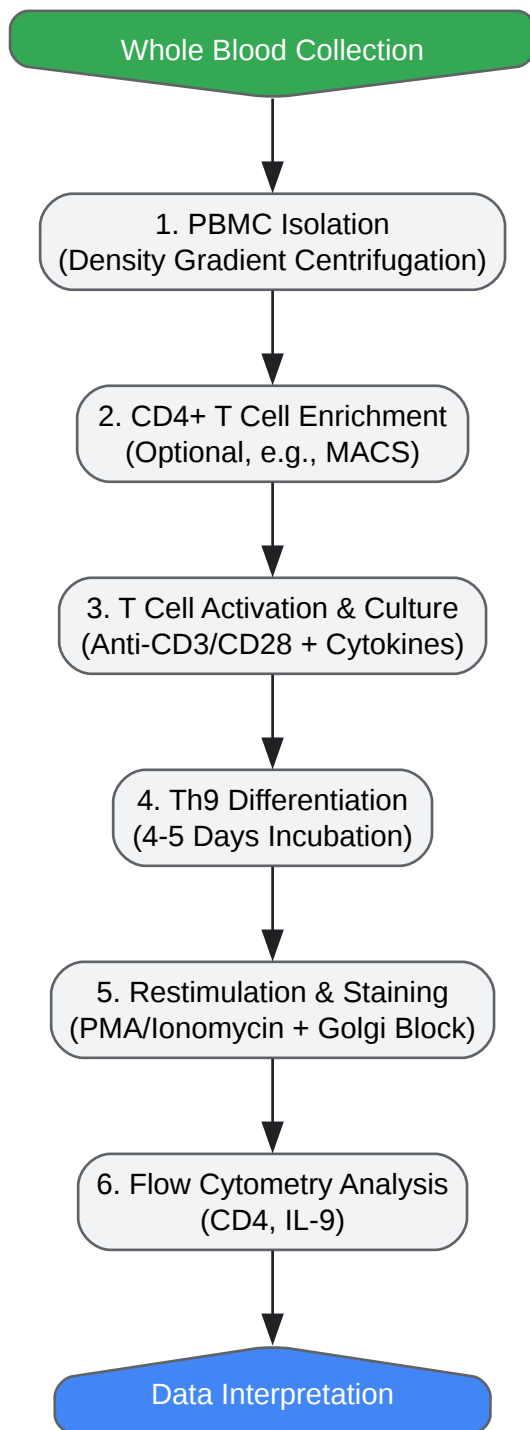 Whole Blood Collection
1. PBMC Isolation
(Density Gradient Centrifugation)
2. CD4+ T Cell Enrichment
(Optional, e.g., MACS)
3. T Cell Activation & Culture
(Anti-CD3/CD28 + Cytokines)
4. Th9 Differentiation
(4-5 Days Incubation)
5. Restimulation & Staining
(PMA/Ionomycin + Golgi Block)
6. Flow Cytometry Analysis
(CD4, IL-9)
Data Interpretation